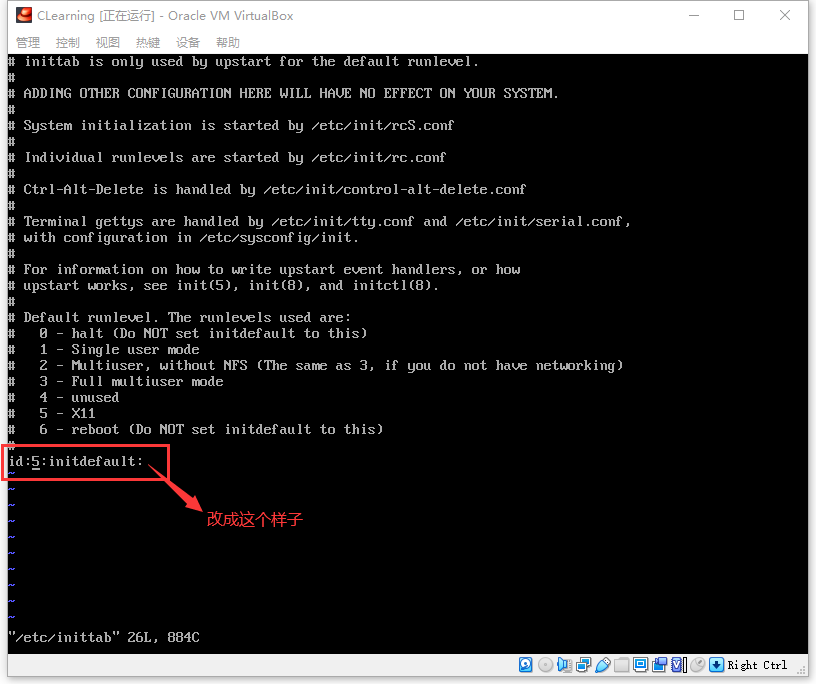 CLearning [正在运行] - Oracle VM VirtualBox
管理 控制 视图 热键 设备 帮助
# inittab is only used by upstart for the default runlevel.
#
# ADDING OTHER CONFIGURATION HERE WILL HAVE NO EFFECT ON YOUR SYSTEM.
#
# System initialization is started by /etc/init/rcS.conf
#
# Individual runlevels are started by /etc/init/rc.conf
#
# Ctrl-Alt-Delete is handled by /etc/init/control-alt-delete.conf
#
# Terminal gettys are handled by /etc/init/tty.conf and /etc/init/serial.conf,
# with configuration in /etc/sysconfig/init.
#
# For information on how to write upstart event handlers, or how
# upstart works, see init(5), init(8), and initctl(8).
#
# Default runlevel. The runlevels used are:
#   0 - halt (Do NOT set initdefault to this)
#   1 - Single user mode
#   2 - Multiuser, without NFS (The same as 3, if you do not have networking)
#   3 - Full multiuser mode
#   4 - unused
#   5 - X11
#   6 - reboot (Do NOT set initdefault to this)
#
id:5:initdefault:
~
~
~
改成这个样子
~
~
~
~
~
~
~
"/etc/inittab" 26L, 884C
Right Ctrl